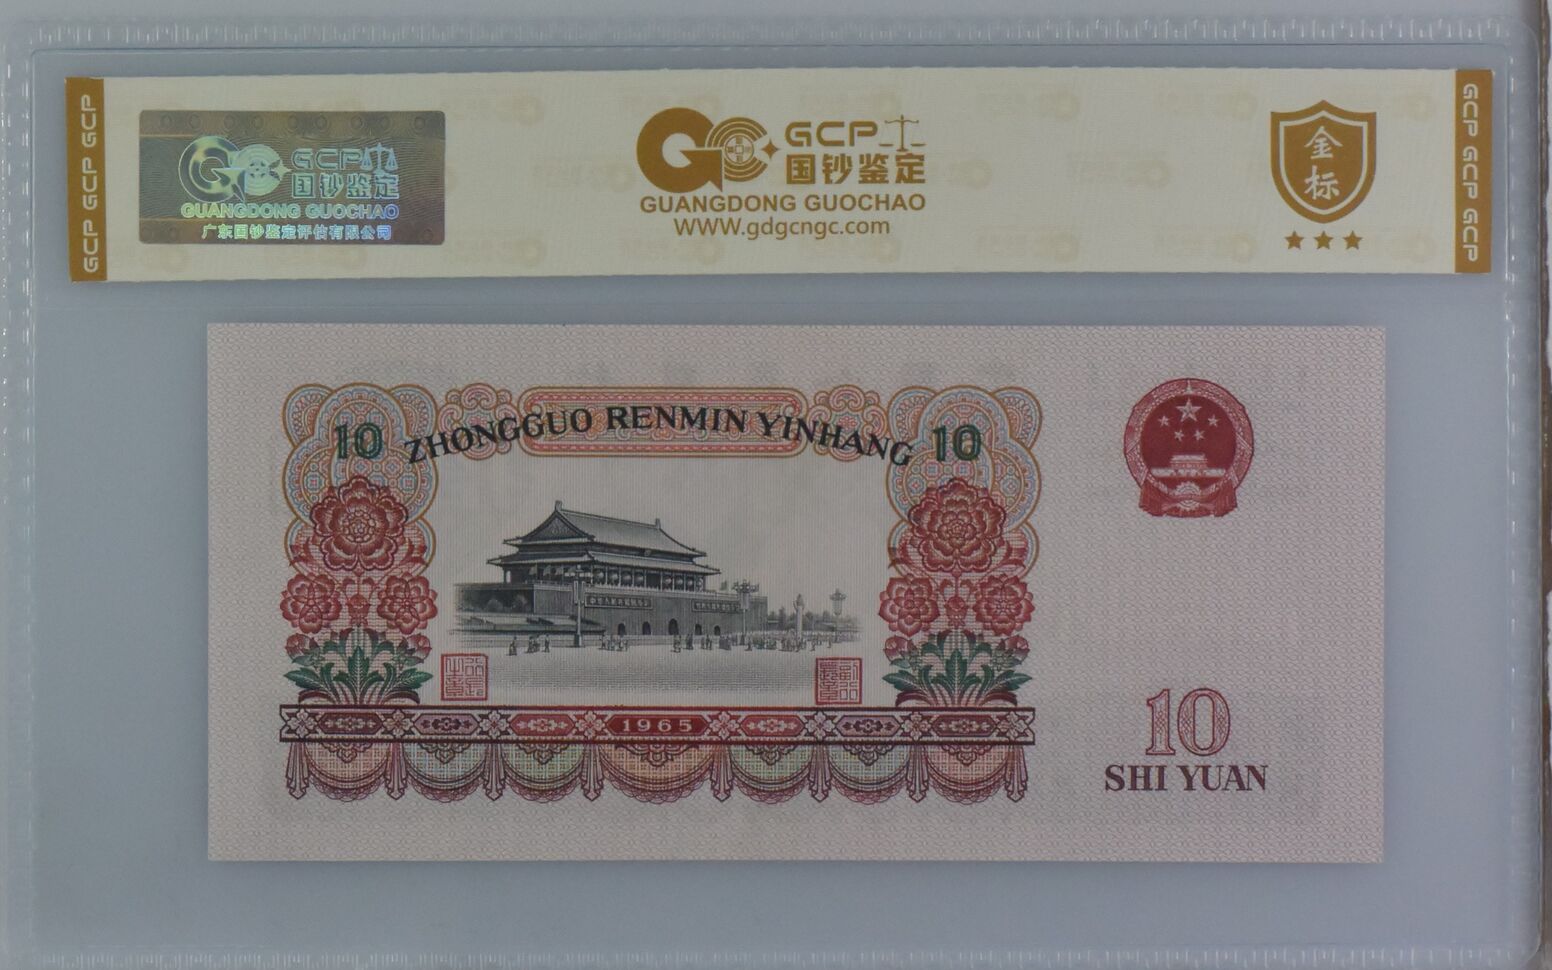 GCP GCP GCP
GCP
国钞鉴定
GUANGDONG GUOCHAO
广东国钞鉴定评估有限公司
GCP
国钞鉴定
GUANGDONG GUOCHAO
WWW.gdgcngc.com
金
标
GCP GCP GCP
10 ZHONGGUO RENMIN YINHANG 10
1965
10
SHI YUAN